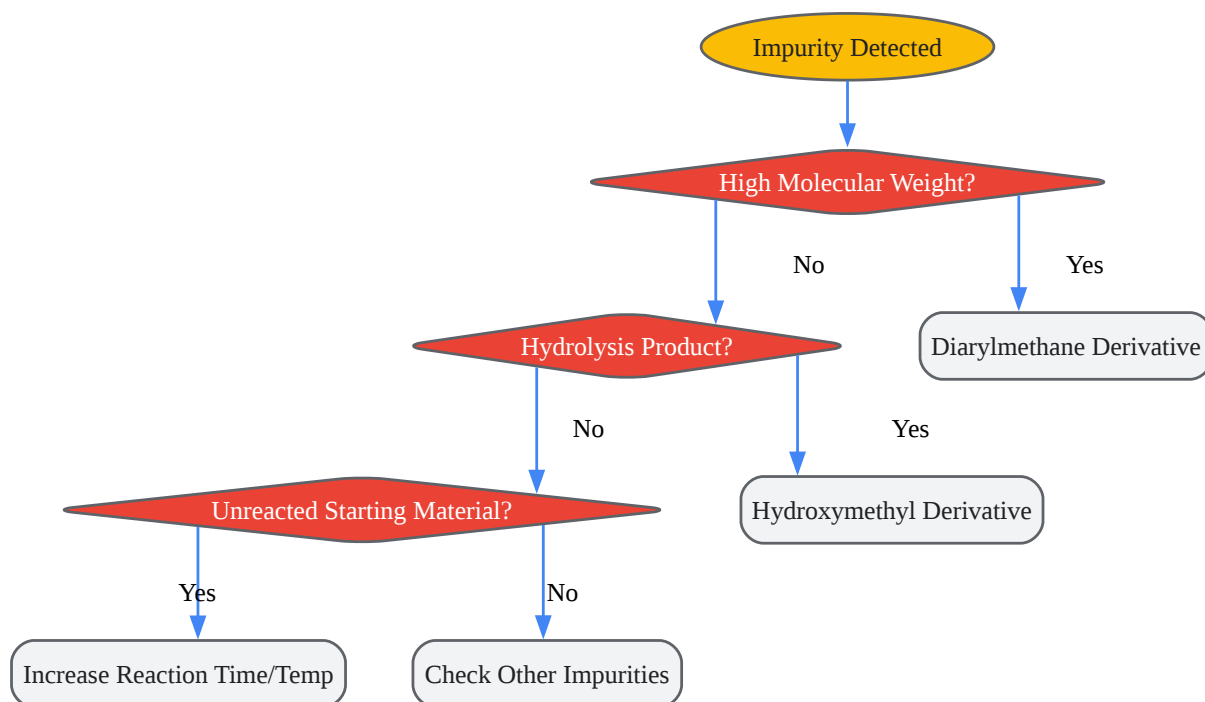 Impurity Detected
High Molecular Weight?
No
Yes
Hydrolysis Product?
Diarylmethane Derivative
No
Yes
Unreacted Starting Material?
Hydroxymethyl Derivative
Yes
No
Increase Reaction Time/Temp
Check Other Impurities